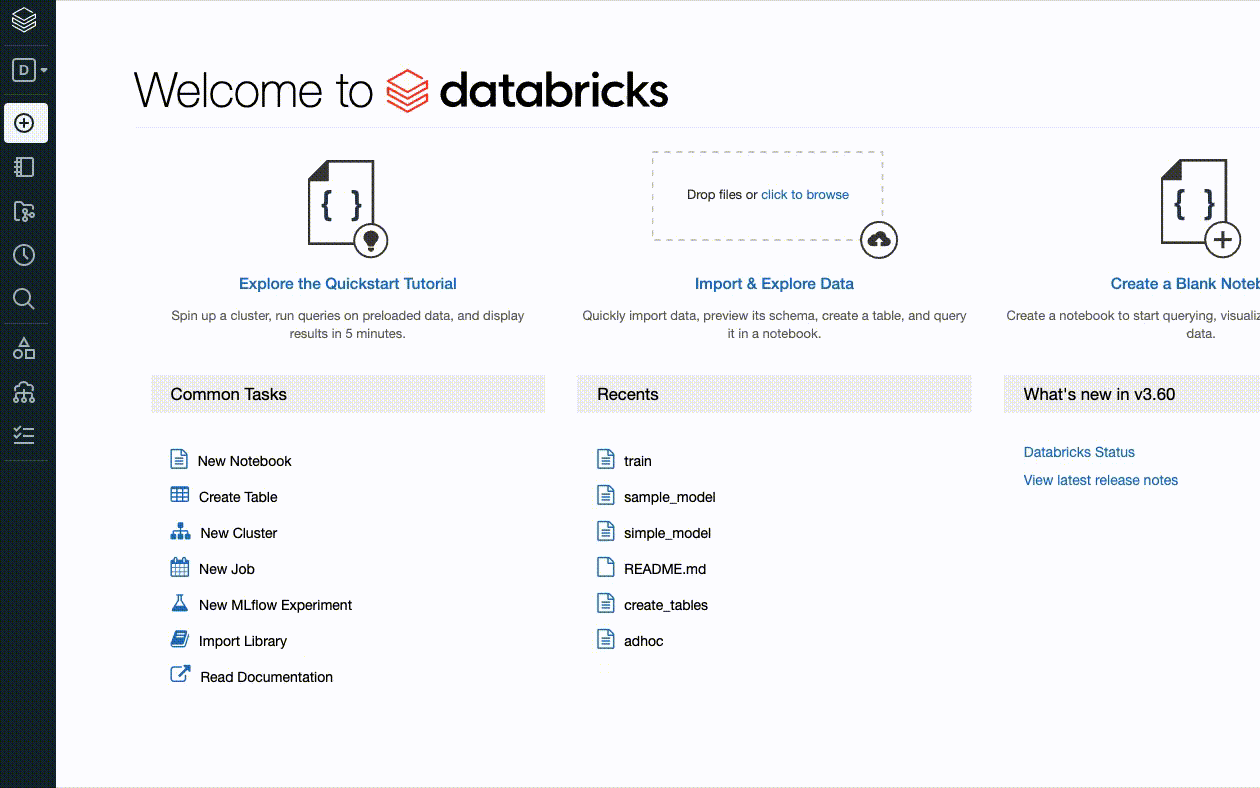 D
Welcome to databricks
{ }
Drop files or click to browse
{ }
Explore the Quickstart Tutorial
Spin up a cluster, run queries on preloaded data, and display
results in 5 minutes.
Import & Explore Data
Quickly import data, preview its schema, create a table, and query
it in a notebook.
Create a Blank
Create a notebook to start querying,
data.
Common Tasks
New Notebook
Create Table
New Cluster
New Job
New MLflow Experiment
Import Library
Read Documentation
Recents
train
sample_model
simple_model
README.md
create_tables
adhoc
What's new in v3.60
Databricks Status
View latest release notes